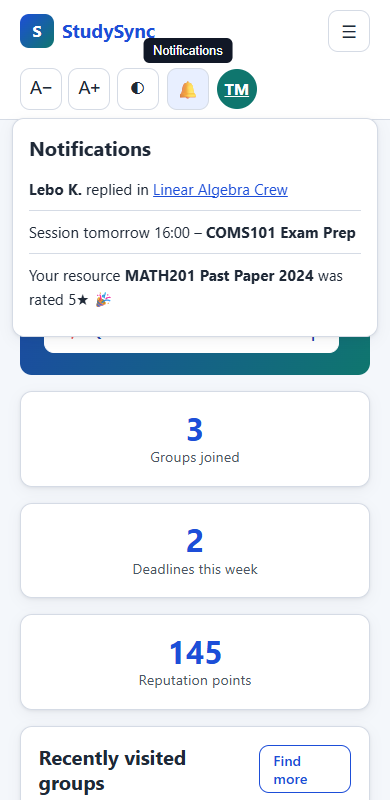 S StudySync
☰
Notifications
A− A+ ◐ 🔔 TM
Notifications
Lebo K. replied in Linear Algebra Crew
Session tomorrow 16:00 – COMS101 Exam Prep
Your resource MATH201 Past Paper 2024 was
rated 5★ 🎉
3
Groups joined
2
Deadlines this week
145
Reputation points
Recently visited
groups
Find
more